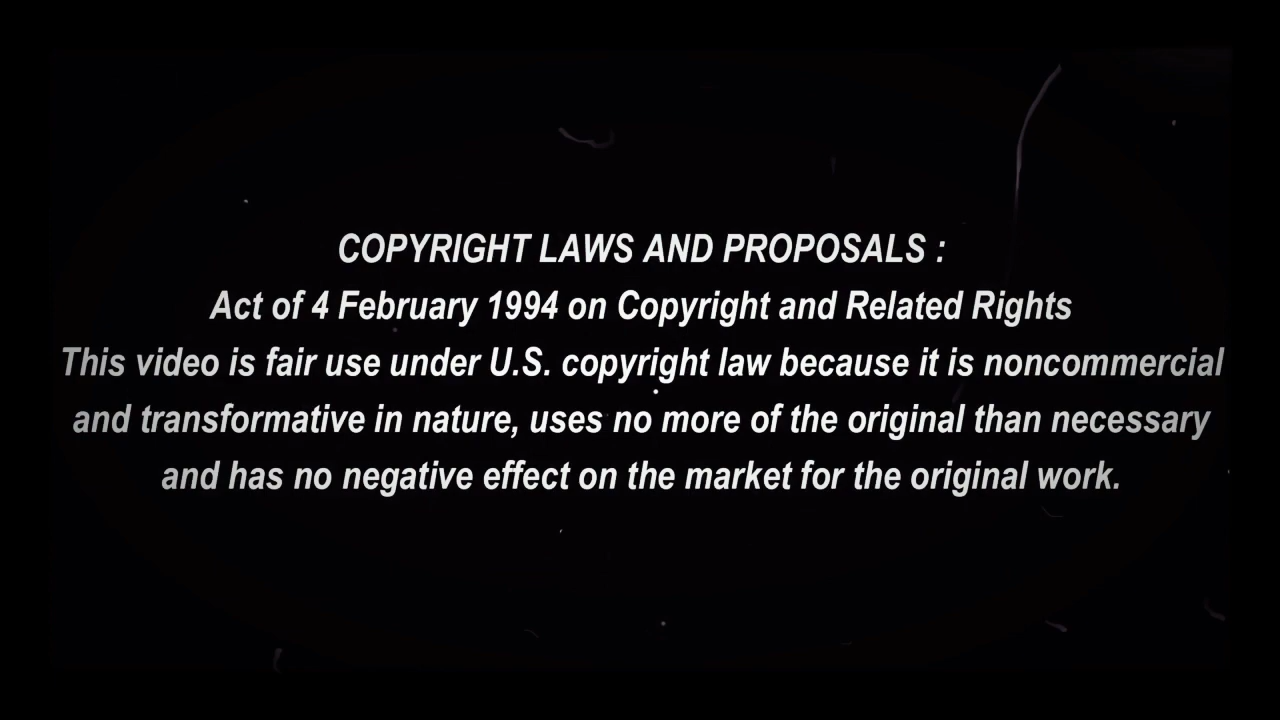 COPYRIGHT LAWS AND PROPOSALS :
Act of 4 February 1994 on Copyright and Related Rights
This video is fair use under U.S. copyright law because it is noncommercial
and transformative in nature, uses no more of the original than necessary
and has no negative effect on the market for the original work.